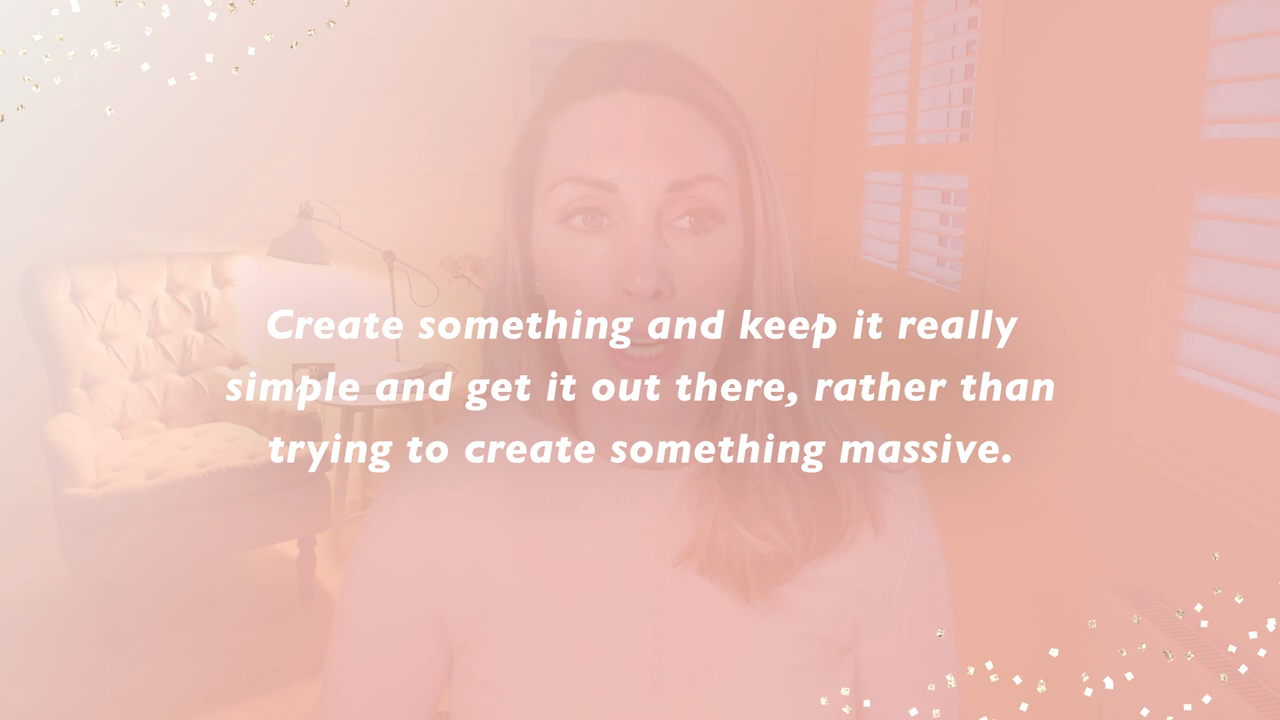 Create something and keep it really
simple and get it out there, rather than
trying to create something massive.